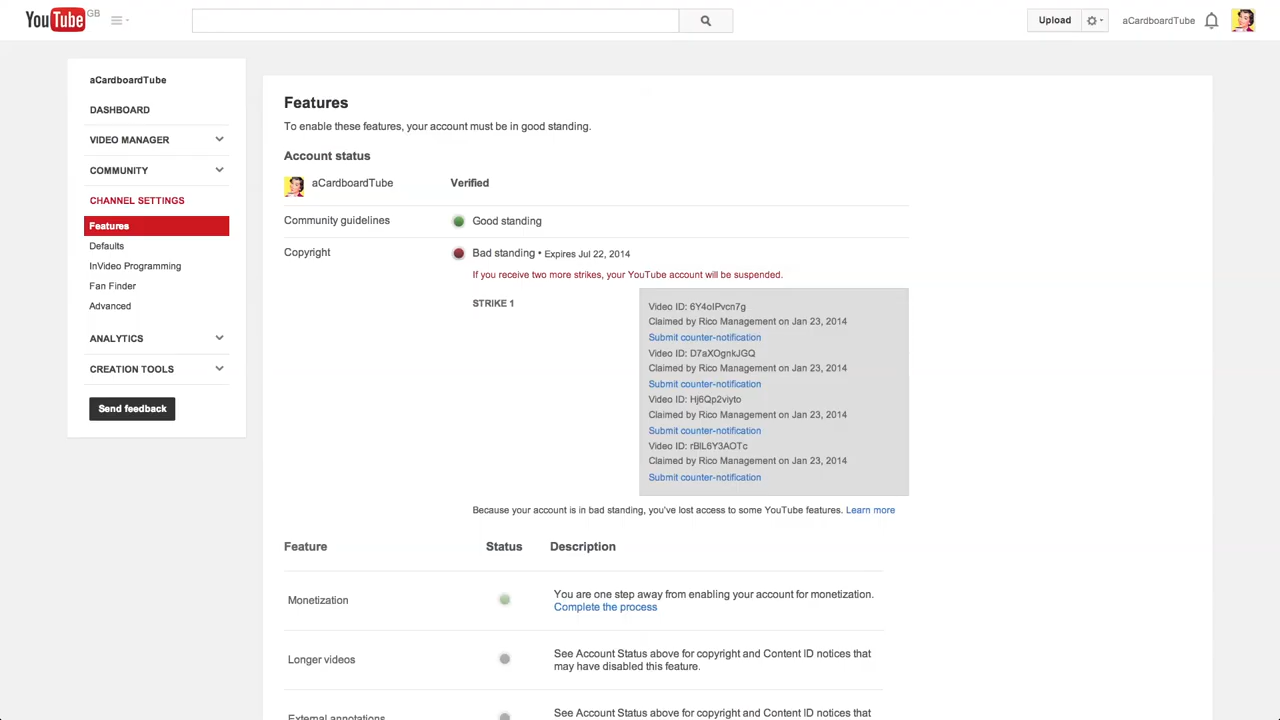 YouTube GB
Upload
aCardboardTube
aCardboardTube
DASHBOARD
VIDEO MANAGER
COMMUNITY
CHANNEL SETTINGS
Features
Defaults
InVideo Programming
Fan Finder
Advanced
ANALYTICS
CREATION TOOLS
Send feedback
Features
To enable these features, your account must be in good standing.
Account status
aCardboardTube Verified
Community guidelines Good standing
Copyright Bad standing • Expires Jul 22, 2014
If you receive two more strikes, your YouTube account will be suspended.
STRIKE 1
Video ID: 6Y4oIPvcn7g
Claimed by Rico Management on Jan 23, 2014
Submit counter-notification
Video ID: D7aXOgnkJGQ
Claimed by Rico Management on Jan 23, 2014
Submit counter-notification
Video ID: Hj6Qp2viyto
Claimed by Rico Management on Jan 23, 2014
Submit counter-notification
Video ID: rBlL6Y3AOTc
Claimed by Rico Management on Jan 23, 2014
Submit counter-notification
Because your account is in bad standing, you've lost access to some YouTube features. Learn more
Feature Status Description
Monetization
You are one step away from enabling your account for monetization.
Complete the process
Longer videos
See Account Status above for copyright and Content ID notices that
may have disabled this feature.
External annotations
See Account Status above for copyright and Content ID notices that